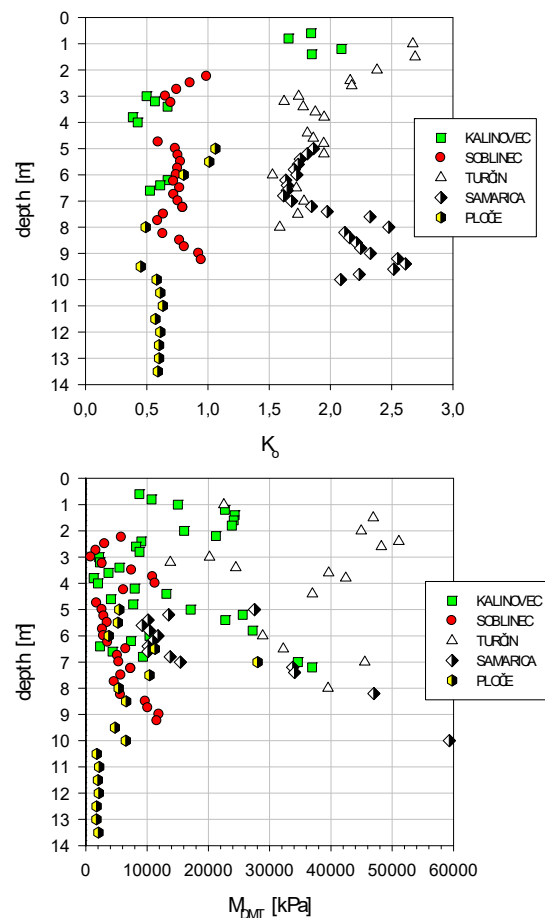 0
1
2
3
4
5
6
7
8
9
10
11
12
13
14
depth [m]
KALINOVEC
SOBLINEC
TURČIN
SAMARICA
PLOČE
0,0 0,5 1,0 1,5 2,0 2,5 3,0
Ko
0
1
2
3
4
5
6
7
8
9
10
11
12
13
14
depth [m]
KALINOVEC
SOBLINEC
TURČIN
SAMARICA
PLOČE
0 10000 20000 30000 40000 50000 60000
MDMT [kPa]